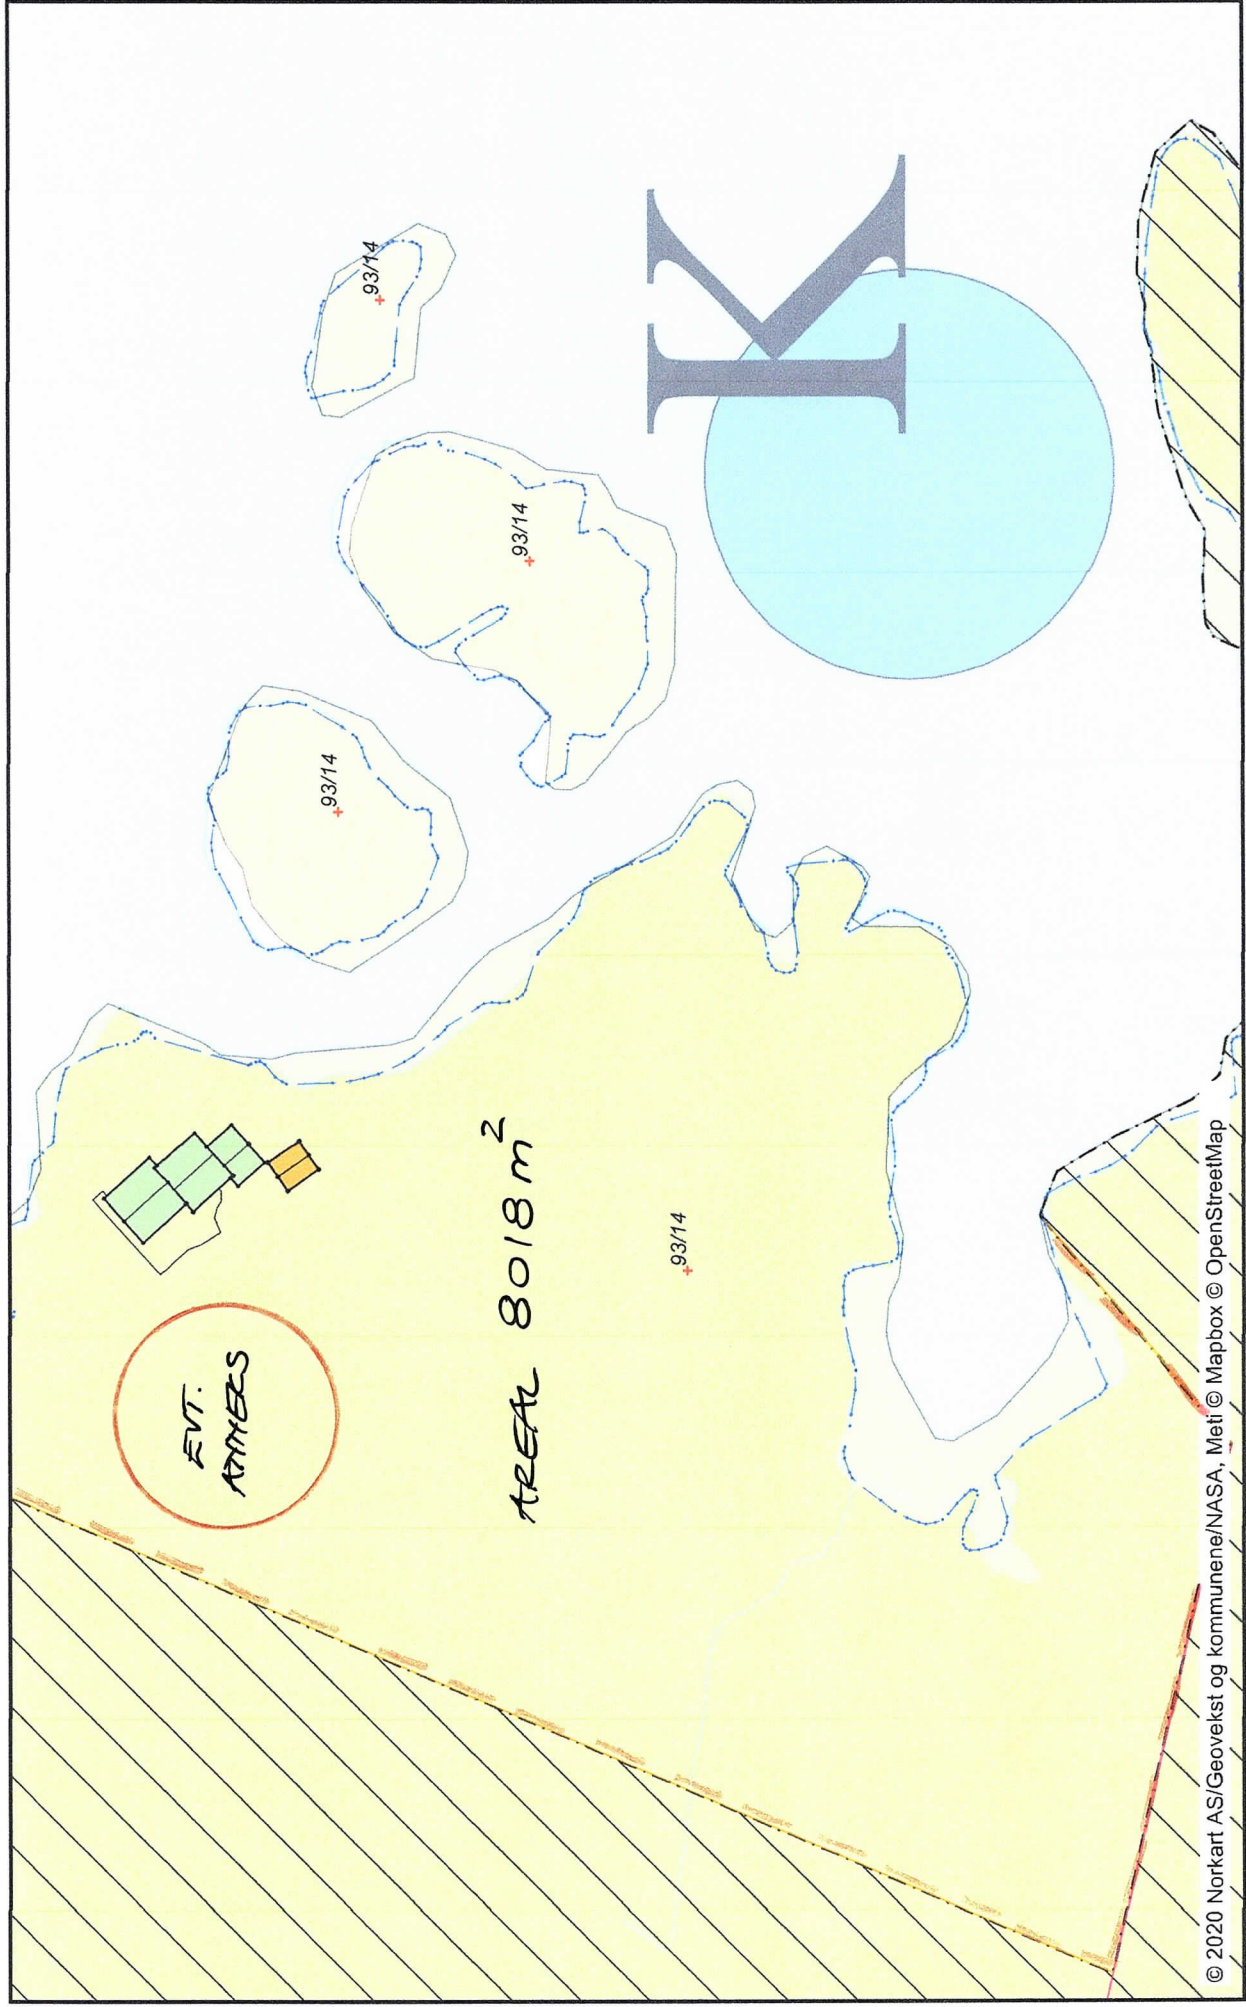 93/14
93/14
93/14
K
EVT.
ANNEKS
AREAL 8018 m²
93/14
© 2020 Norkart AS/Geovekst og kommunene/NASA, Meti © Mapbox © OpenStreetMap